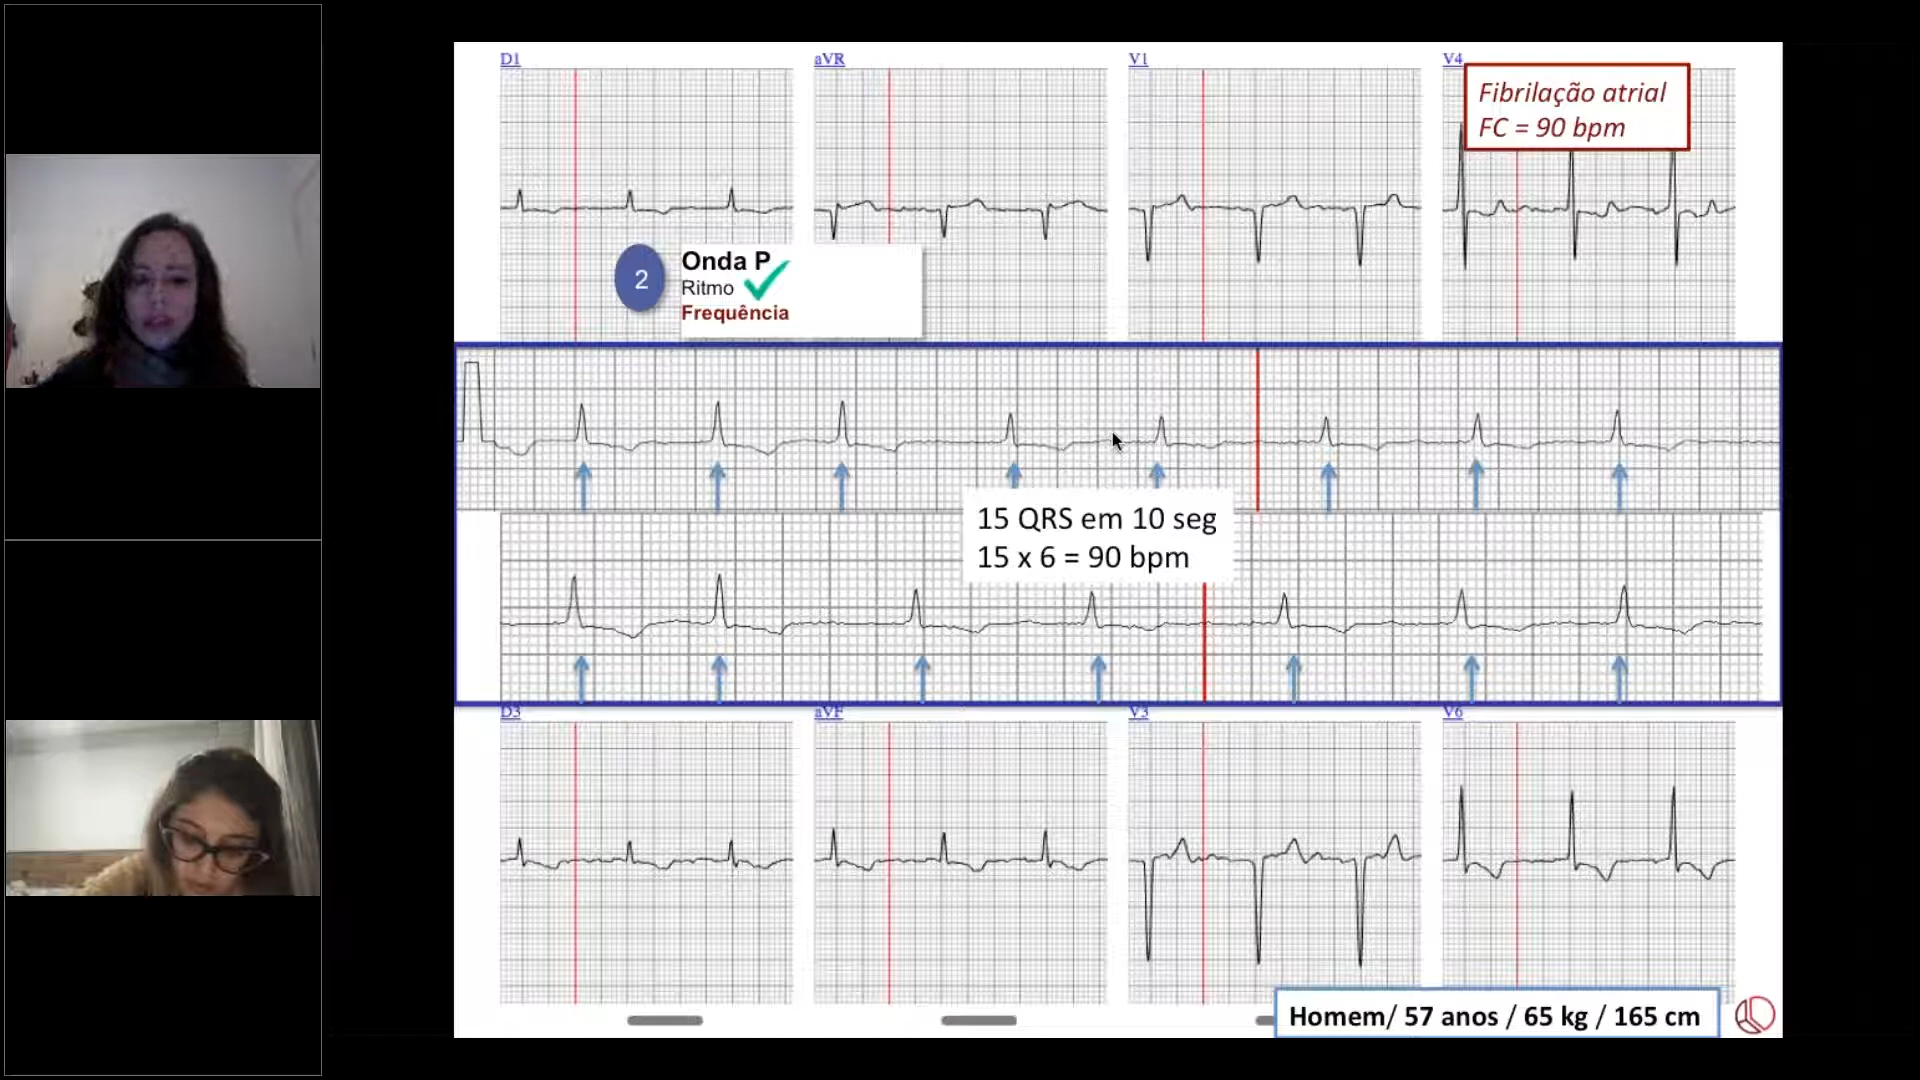 D1
aVR
V1
V4
Fibrilação atrial
FC = 90 bpm
2
Onda P
Ritmo
Frequência
15 QRS em 10 seg
15 x 6 = 90 bpm
D3
aVF
V3
V6
Homem/ 57 anos / 65 kg / 165 cm